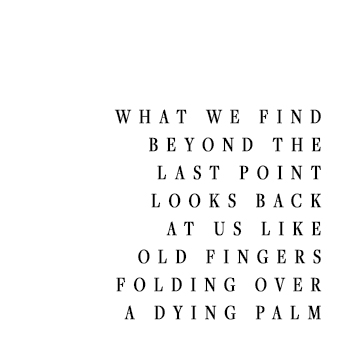 WHAT WE FIND
BEYOND THE
LAST POINT
LOOKS BACK
AT US LIKE
OLD FINGERS
FOLDING OVER
A DYING PALM